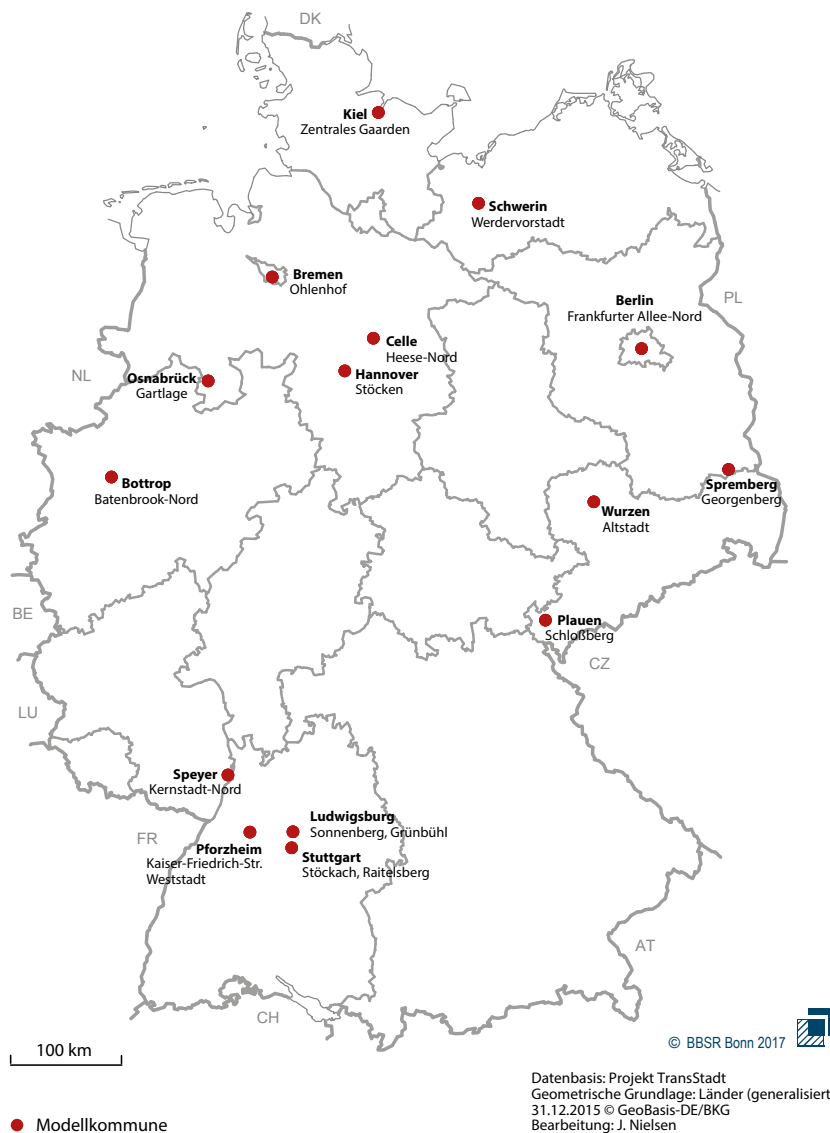 DK
Kiel
Zentrales Gaarden
Schwerin
Werdervorstadt
Bremen
Ohlenhof
Berlin
Frankfurter Allee-Nord
PL
Celle
Heese-Nord
NL
Osnabrück
Gartlage
Hannover
Stöcken
Bottrop
Batenbrook-Nord
Spremberg
Georgenberg
Wurzen
Altstadt
BE
Plauen
Schloßberg
CZ
LU
Speyer
Kernstadt-Nord
Ludwigsburg
Sonnenberg, Grünbühl
FR
Pforzheim
Kaiser-Friedrich-Str.
Weststadt
Stuttgart
Stöckach, Raitelsberg
AT
CH
100 km
© BBSR Bonn 2017
Datenbasis: Projekt TransStadt
Geometrische Grundlage: Länder (generalisiert
31.12.2015 © GeoBasis-DE/BKG
Bearbeitung: J. Nielsen
Modellkommune